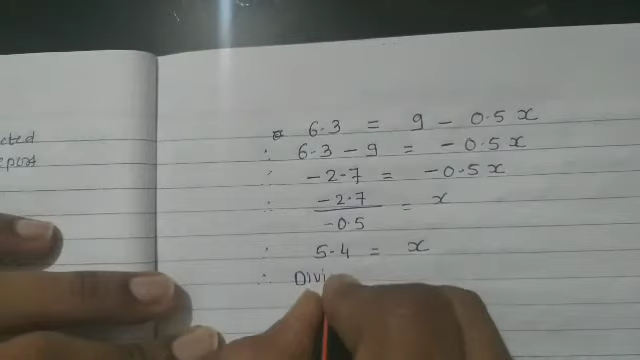 6.3 = 9 - 0.5 x
∴ 6.3 - 9 = - 0.5 x
∴ -2.7 = -0.5 x
∴ -2.7 / -0.5 = x
∴ 5.4 = x
∴ Divi